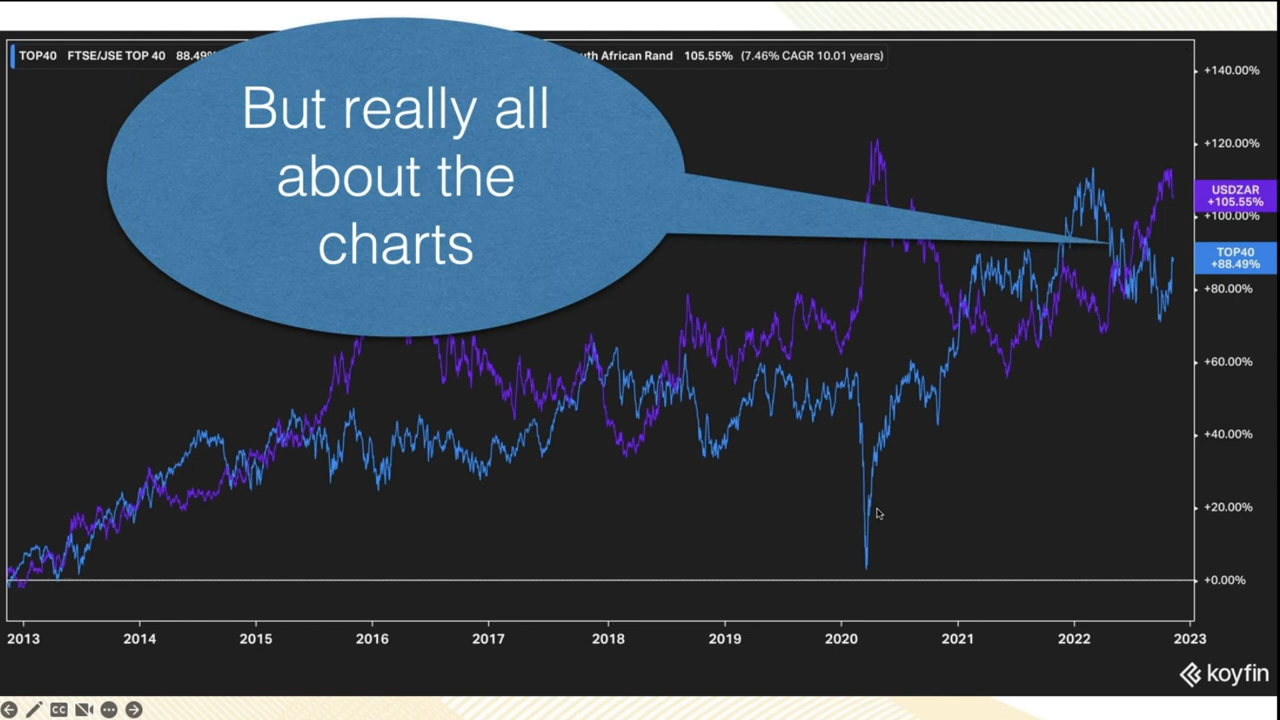 TOP40 FTSE/JSE TOP 40 88.49% African Rand 105.55% (7.46% CAGR 10.01 years)
But really all
about the
charts
+140.00%
+120.00%
USDZAR
+105.55%
+100.00%
TOP40
+88.49%
+80.00%
+60.00%
+40.00%
+20.00%
+0.00%
2013 2014 2015 2016 2017 2018 2019 2020 2021 2022 2023
koyfin
CC